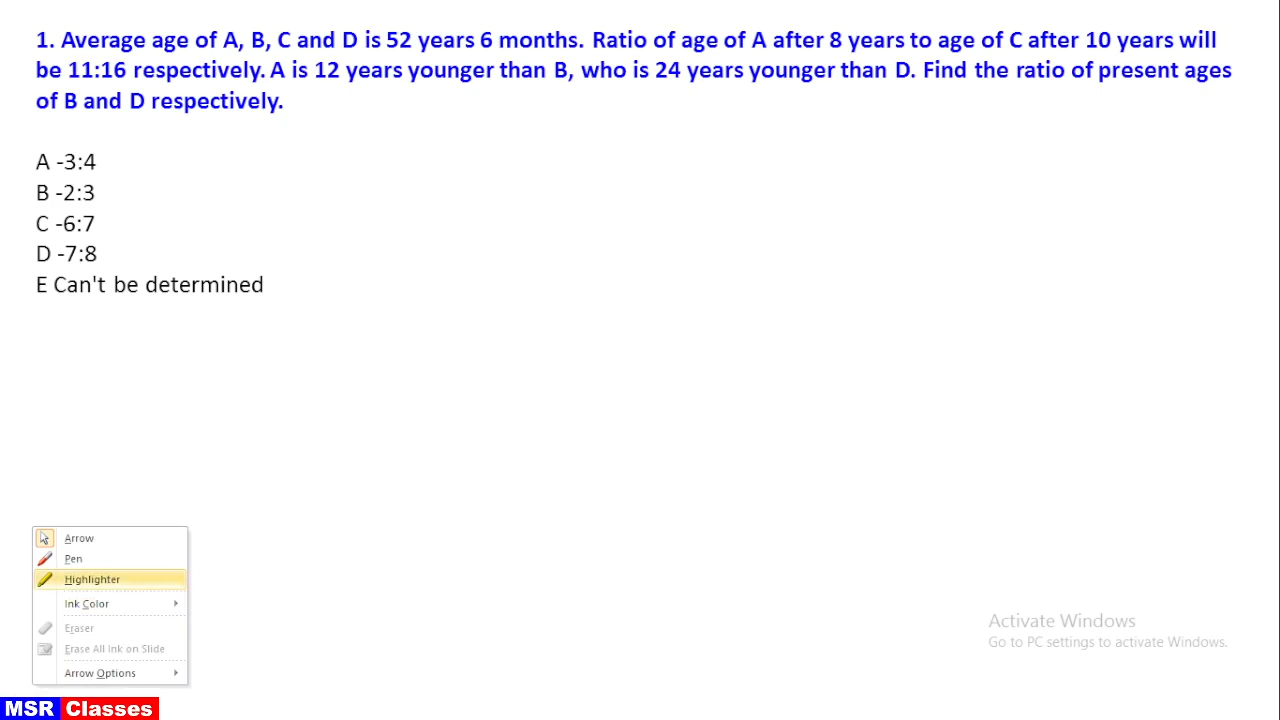 1. Average age of A, B, C and D is 52 years 6 months. Ratio of age of A after 8 years to age of C after 10 years will
be 11:16 respectively. A is 12 years younger than B, who is 24 years younger than D. Find the ratio of present ages
of B and D respectively.
A -3:4
B -2:3
C -6:7
D -7:8
E Can't be determined
Arrow
Pen
Highlighter
Ink Color
Eraser
Erase All Ink on Slide
Arrow Options
Activate Windows
Go to PC settings to activate Windows.
MSR Classes